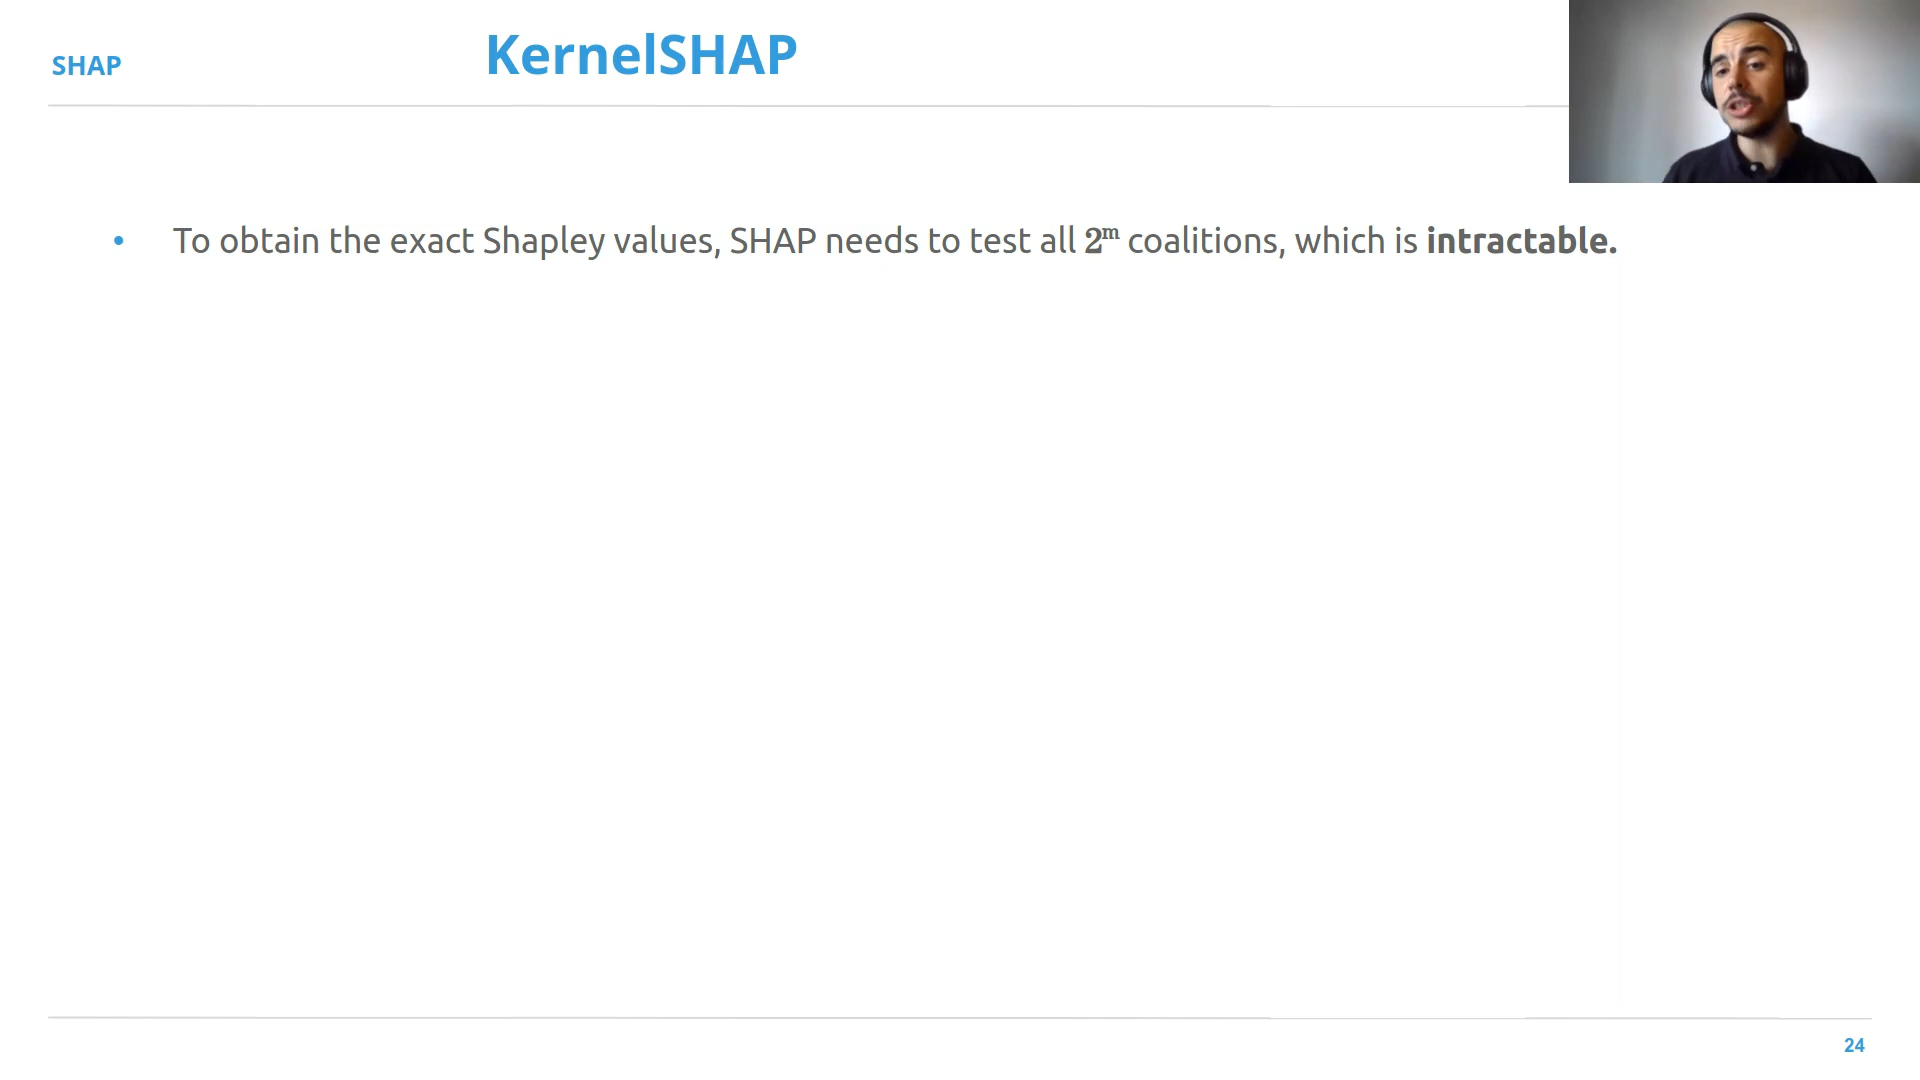 SHAP
KernelSHAP
• To obtain the exact Shapley values, SHAP needs to test all 2ᵐ coalitions, which is intractable.
24